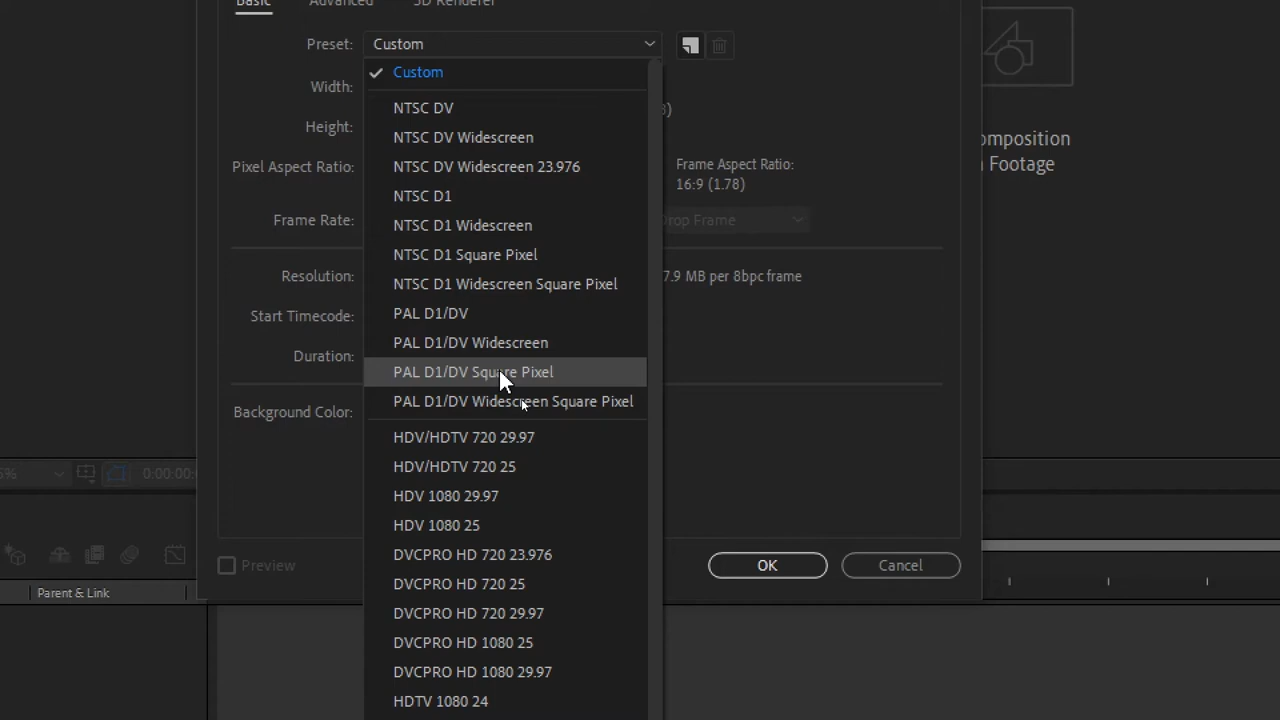 Basic Advanced 3D Renderer
Preset: Custom
Custom
Width:
NTSC DV
Height:
NTSC DV Widescreen
Pixel Aspect Ratio:
NTSC DV Widescreen 23.976
Frame Aspect Ratio:
16:9 (1.78)
NTSC D1
Frame Rate:
NTSC D1 Widescreen
Drop Frame
NTSC D1 Square Pixel
Resolution:
NTSC D1 Widescreen Square Pixel
7.9 MB per 8bpc frame
Start Timecode:
PAL D1/DV
Duration:
PAL D1/DV Widescreen
PAL D1/DV Square Pixel
Background Color:
PAL D1/DV Widescreen Square Pixel
HDV/HDTV 720 29.97
HDV/HDTV 720 25
HDV 1080 29.97
HDV 1080 25
DVCPRO HD 720 23.976
DVCPRO HD 720 25
DVCPRO HD 720 29.97
DVCPRO HD 1080 25
DVCPRO HD 1080 29.97
HDTV 1080 24
Preview
OK Cancel
omposition
Footage
0:00:00:
Parent & Link